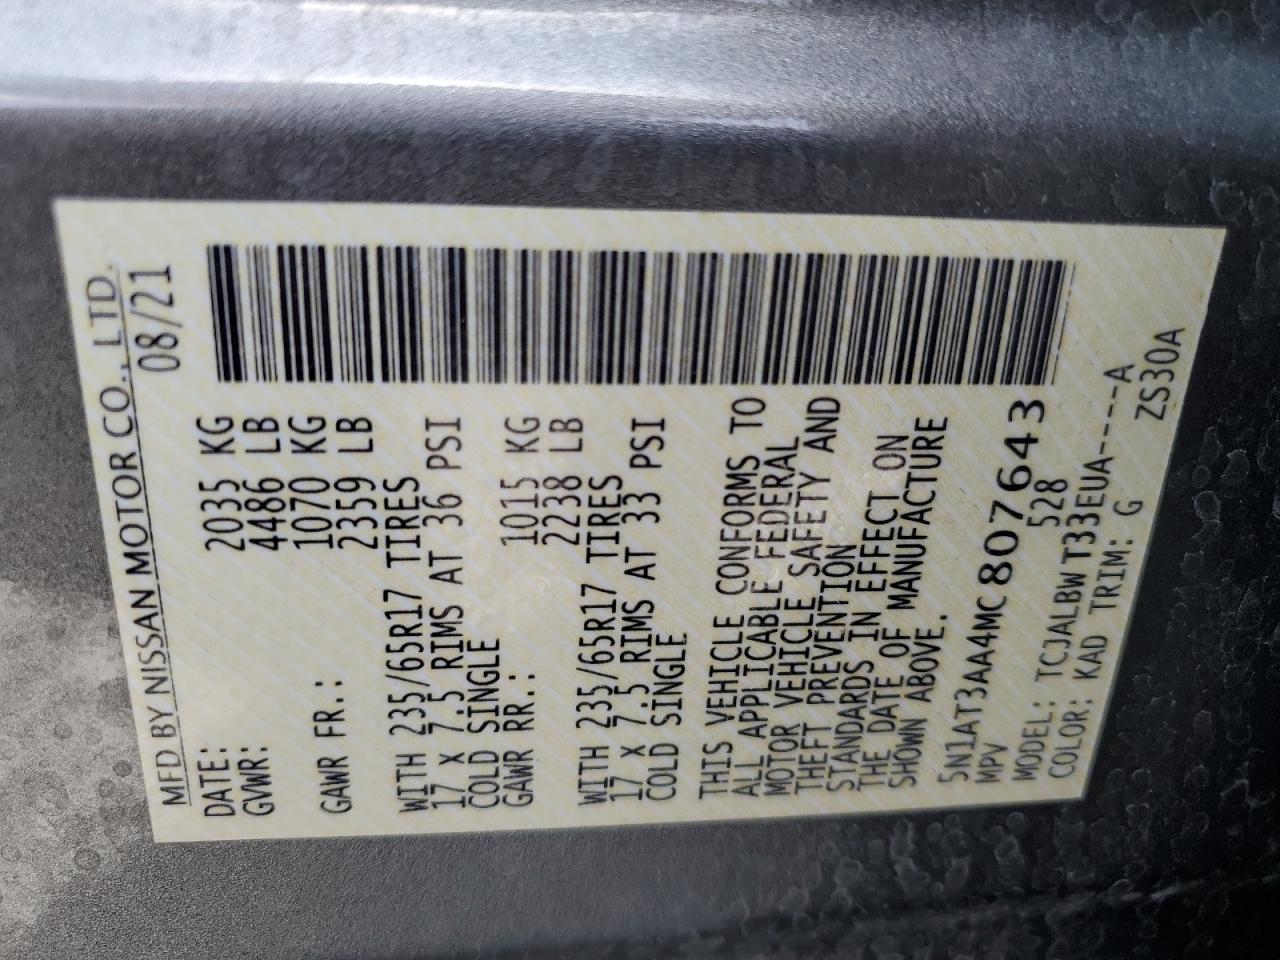 MFD BY NISSAN MOTOR CO., LTD.
DATE: 08/21
GVWR: 2035 KG
4486 LB
GAWR FR.: 1070 KG
2359 LB
WITH 235/65R17 TIRES
17 X 7.5 RIMS AT 36 PSI
COLD SINGLE
GAWR RR.: 1015 KG
2238 LB
WITH 235/65R17 TIRES
17 X 7.5 RIMS AT 33 PSI
COLD SINGLE
THIS VEHICLE CONFORMS TO
ALL APPLICABLE FEDERAL
MOTOR VEHICLE SAFETY AND
THEFT PREVENTION
STANDARDS IN EFFECT ON
THE DATE OF MANUFACTURE
SHOWN ABOVE.
5N1AT3AA4MC807643
MPV 528
MODEL: TCJALBWT33EUA-----A
COLOR: KAD TRIM: G ZS30A